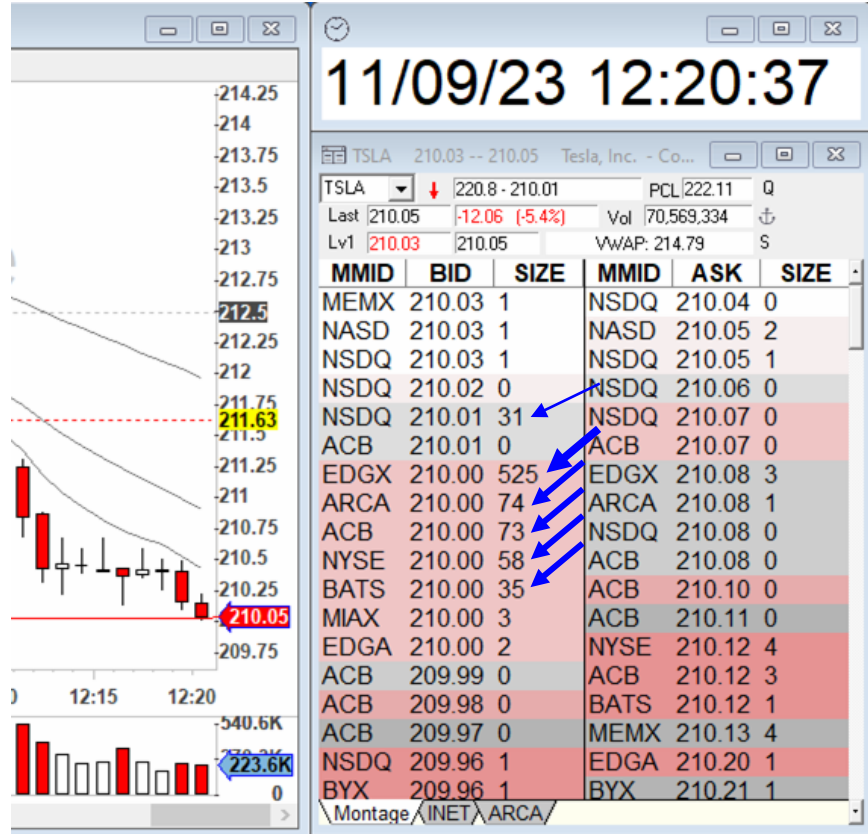 214.25
214
213.75
213.5
213.25
213
212.75
212.5
212.25
212
211.75
211.63
211.5
211.25
211
210.75
210.5
210.25
210.05
209.75
12:15 12:20
540.6K
223.6K
0
11/09/23 12:20:37
TSLA 210.03 -- 210.05 Tesla, Inc. - Co...
TSLA 220.8 - 210.01 PCL 222.11 Q
Last 210.05 -12.06 (-5.4%) Vol 70,569,334
Lv1 210.03 210.05 VWAP: 214.79 S
MMID BID SIZE MMID ASK SIZE
MEMX 210.03 1 NSDQ 210.04 0
NASD 210.03 1 NASD 210.05 2
NSDQ 210.03 1 NSDQ 210.05 1
NSDQ 210.02 0 NSDQ 210.06 0
NSDQ 210.01 31 NSDQ 210.07 0
ACB 210.01 0 ACB 210.07 0
EDGX 210.00 525 EDGX 210.08 3
ARCA 210.00 74 ARCA 210.08 1
ACB 210.00 73 NSDQ 210.08 0
NYSE 210.00 58 ACB 210.08 0
BATS 210.00 35 ACB 210.10 0
MIAX 210.00 3 ACB 210.11 0
EDGA 210.00 2 NYSE 210.12 4
ACB 209.99 0 ACB 210.12 3
ACB 209.98 0 BATS 210.12 1
ACB 209.97 0 MEMX 210.13 4
NSDQ 209.96 1 EDGA 210.20 1
BYX 209.96 1 BYX 210.21 1
Montage INET ARCA